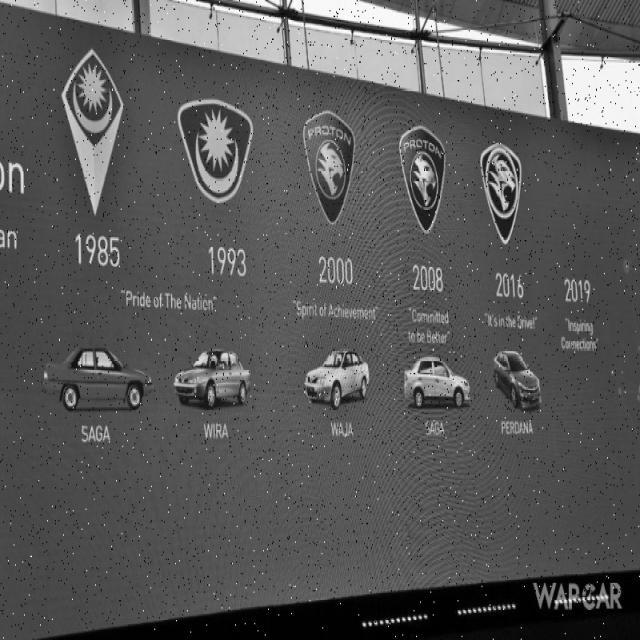 on
an
PROTON
PROTON
1985
1993
2000
2008
2016
2019
"Pride of The Nation"
"Spirit of Achievement"
"Committed
to be Better"
"It's in the Drive!"
"Inspiring
Connections"
SAGA
WIRA
WAJA
SAGA
PERDANA
WAPCAR